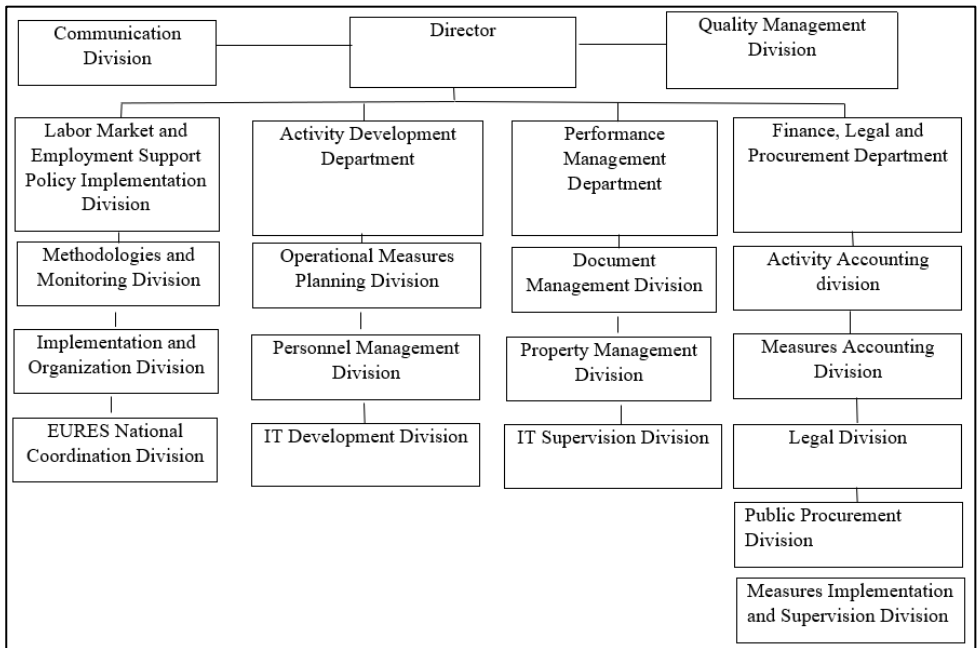 Communication
Division
Director
Quality Management
Division
Labor Market and
Employment Support
Policy Implementation
Division
Activity Development
Department
Performance
Management
Department
Finance, Legal and
Procurement Department
Methodologies and
Monitoring Division
Operational Measures
Planning Division
Document
Management Division
Activity Accounting
division
Implementation and
Organization Division
Personnel Management
Division
Property Management
Division
Measures Accounting
Division
EURES National
Coordination Division
IT Development Division
IT Supervision Division
Legal Division
Public Procurement
Division
Measures Implementation
and Supervision Division